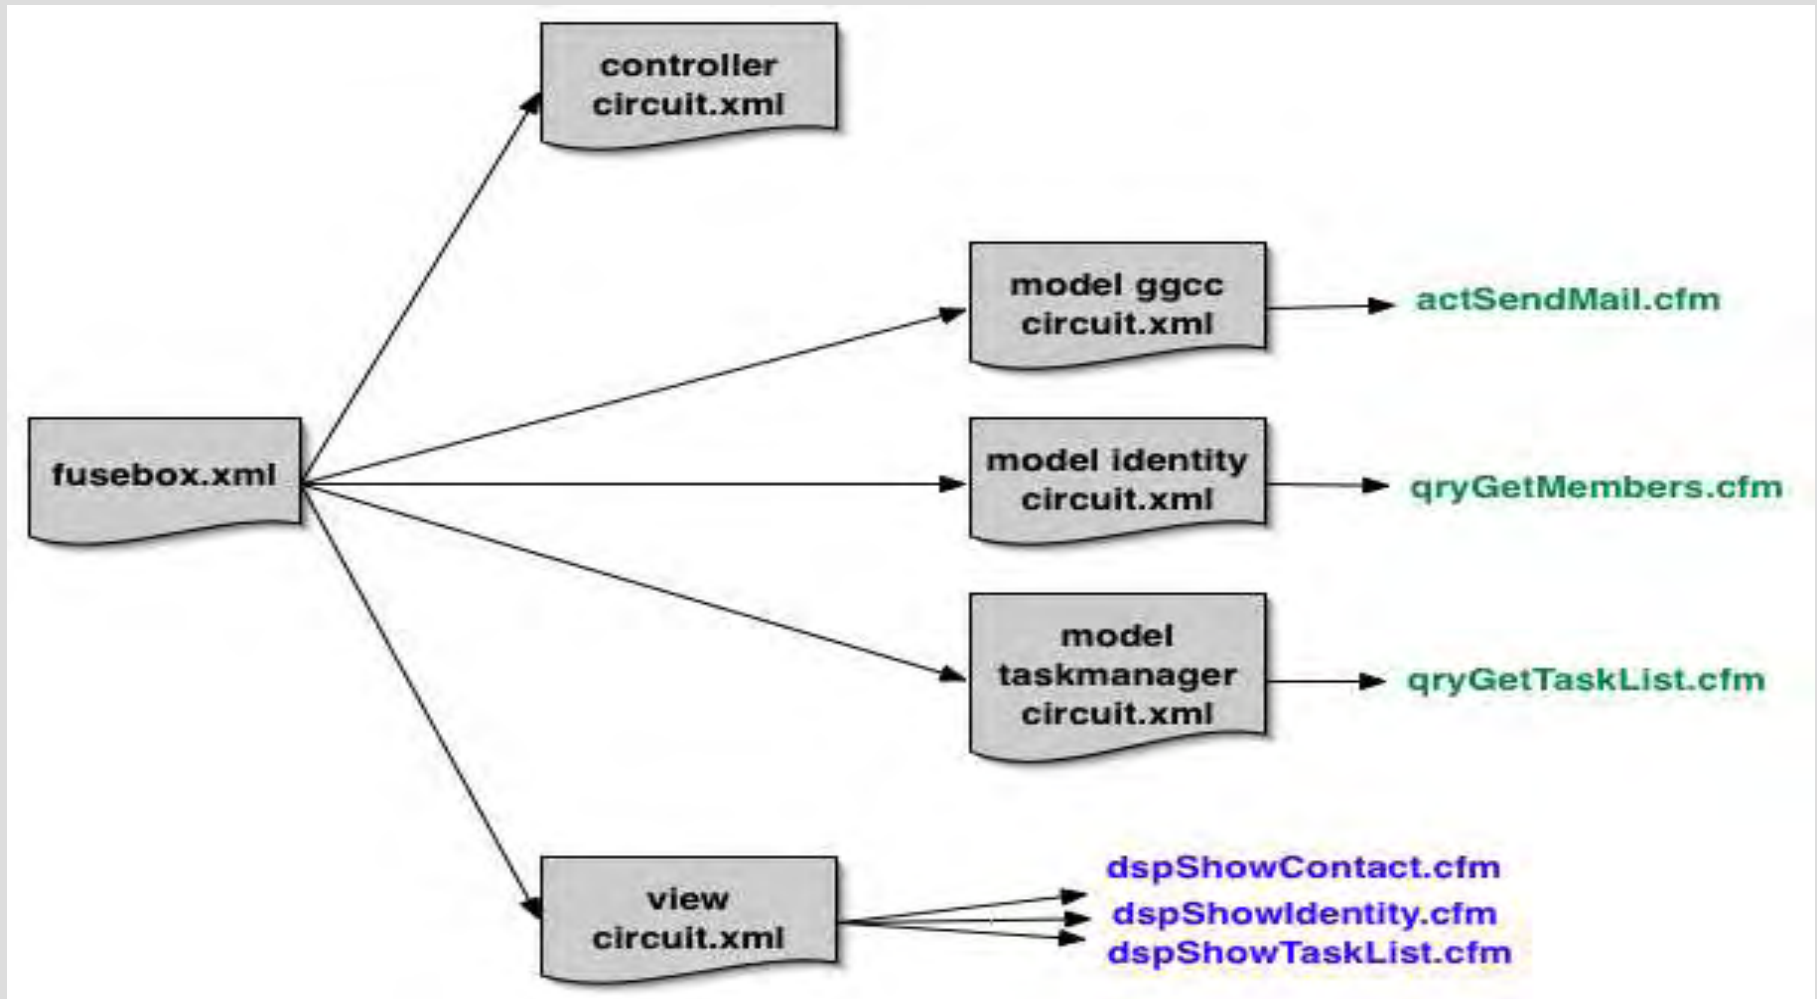 controller
circuit.xml
model ggcc
circuit.xml
actSendMail.cfm
fusebox.xml
model identity
circuit.xml
qryGetMembers.cfm
model
taskmanager
circuit.xml
qryGetTaskList.cfm
view
circuit.xml
dspShowContact.cfm
dspShowIdentity.cfm
dspShowTaskList.cfm